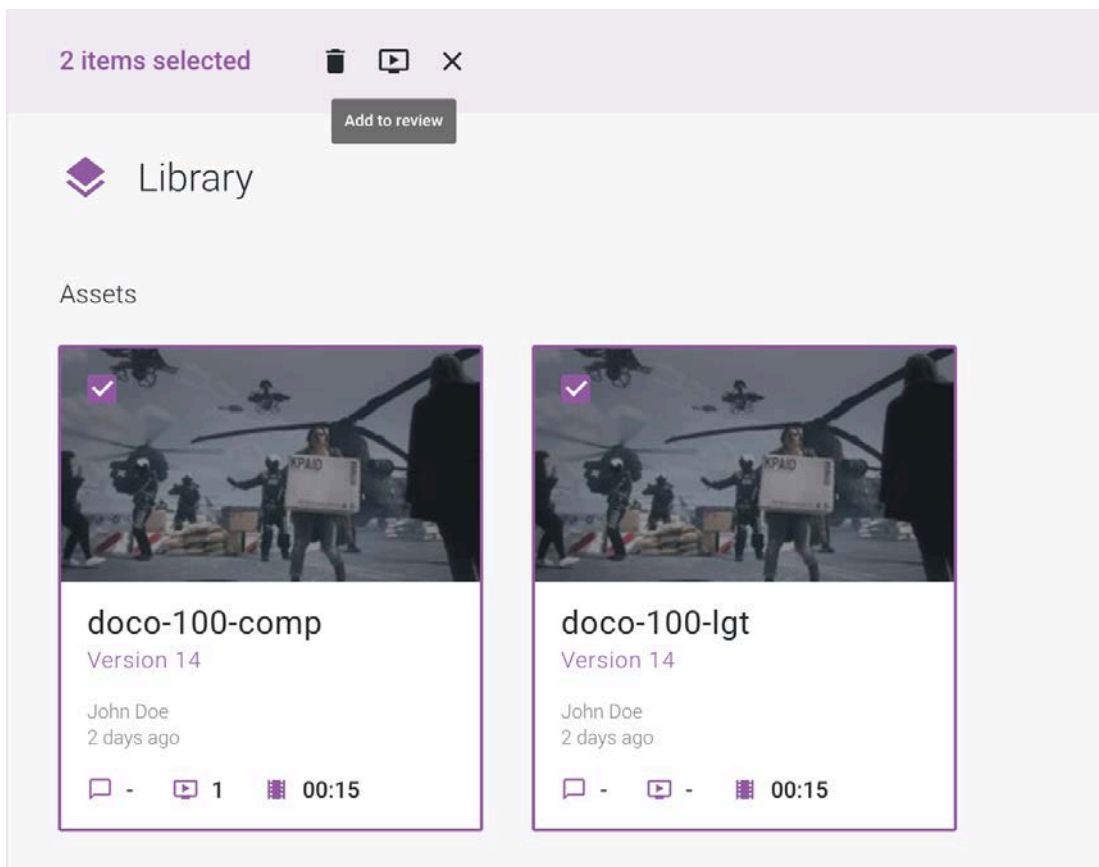 2 items selected
Add to review
Library
Assets
KPAID
KPAID
doco-100-comp
doco-100-lgt
Version 14
Version 14
John Doe
John Doe
2 days ago
2 days ago
- 1 00:15
- - 00:15